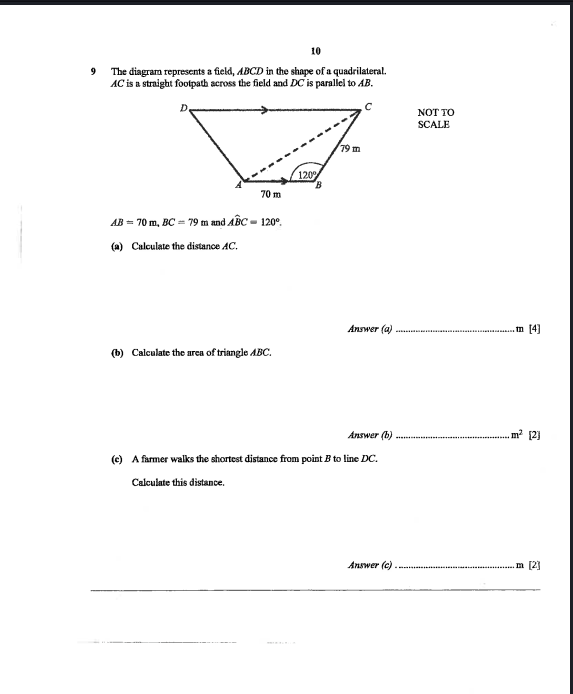 10
9 The diagram represents a field, ABCD in the shape of a quadrilateral.
AC is a straight footpath across the field and DC is parallel to AB.
D
C
NOT TO
SCALE
79 m
120°
A
B
70 m
AB = 70 m, BC = 79 m and AB̂C = 120°.
(a) Calculate the distance AC.
Answer (a) ................................................ m [4]
(b) Calculate the area of triangle ABC.
Answer (b) ................................................ m² [2]
(c) A farmer walks the shortest distance from point B to line DC.
Calculate this distance.
Answer (c) ................................................ m [2]